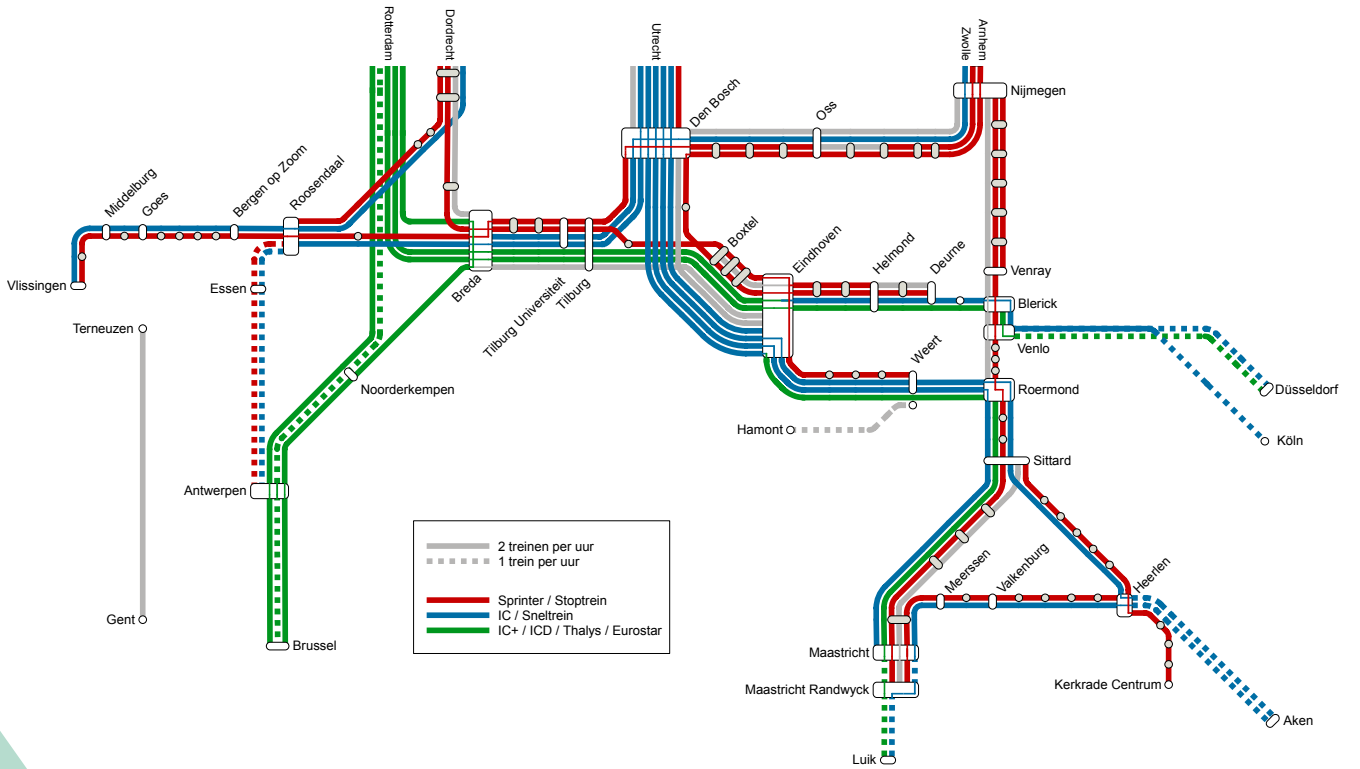 Rotterdam
Dordrecht
Utrecht
Zwolle
Arnhem
Nijmegen
Den Bosch
Oss
Middelburg
Goes
Bergen op Zoom
Roosendaal
Vlissingen
Essen
Breda
Tilburg Universiteit
Tilburg
Boxtel
Eindhoven
Helmond
Deurne
Venray
Blerick
Venlo
Terneuzen
Noorderkempen
Weert
Roermond
Düsseldorf
Hamont
Köln
Sittard
Antwerpen
2 treinen per uur
1 trein per uur
Sprinter / Stoptrein
IC / Sneltrein
IC+ / ICD / Thalys / Eurostar
Meerssen
Valkenburg
Heerlen
Gent
Brussel
Maastricht
Maastricht Randwyck
Kerkrade Centrum
Aken
Luik